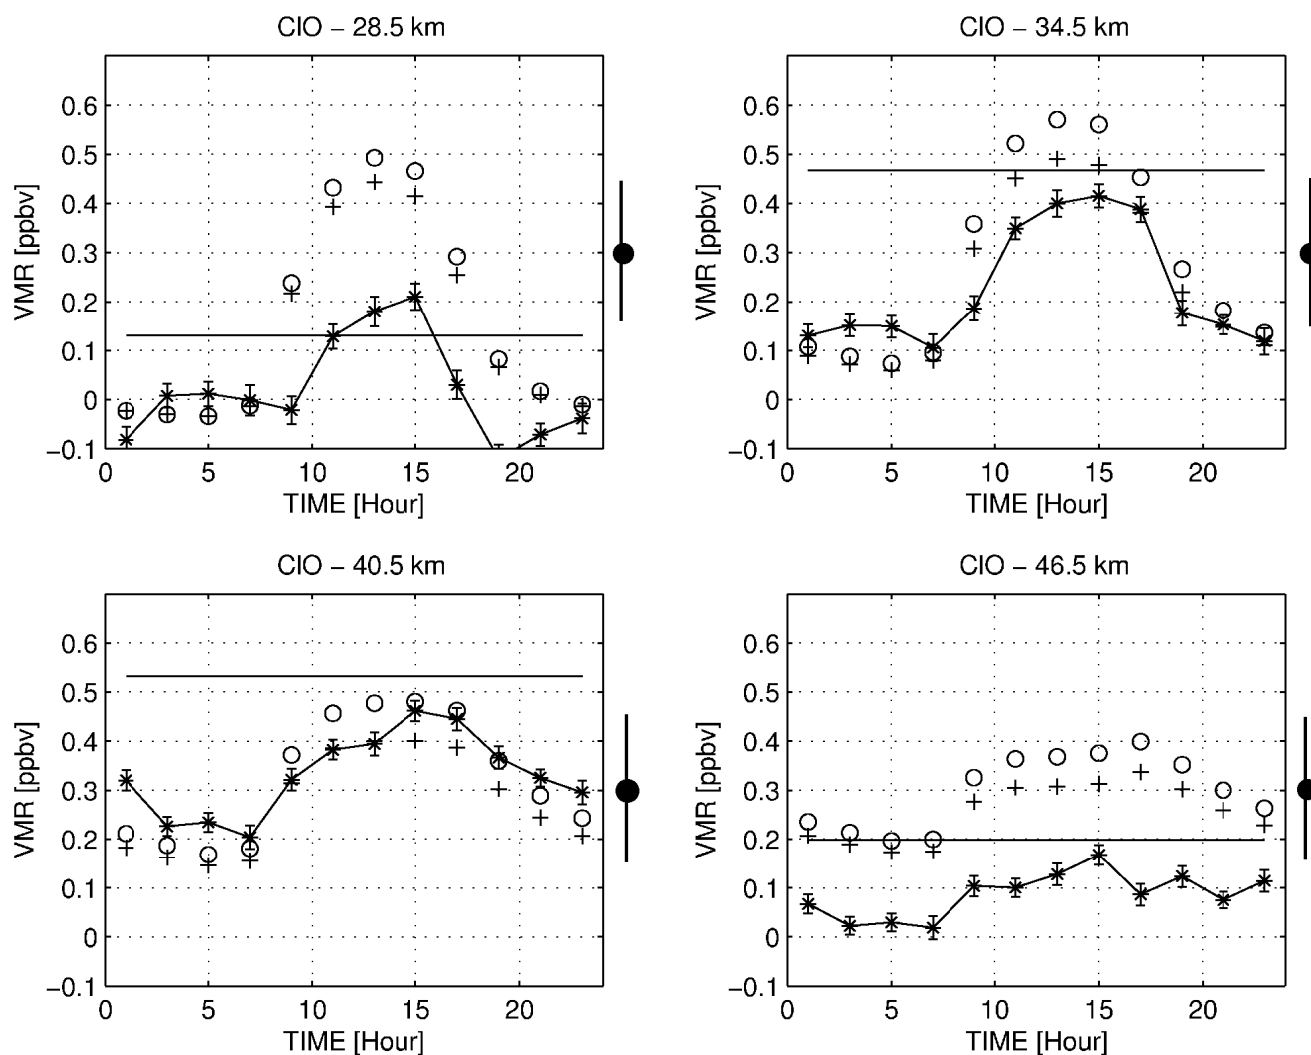 ClO – 28.5 km
VMR [ppbv]
0.6
0.5
0.4
0.3
0.2
0.1
0
−0.1
0 5 10 15 20
TIME [Hour]
ClO – 34.5 km
VMR [ppbv]
0.6
0.5
0.4
0.3
0.2
0.1
0
−0.1
0 5 10 15 20
TIME [Hour]
ClO – 40.5 km
VMR [ppbv]
0.6
0.5
0.4
0.3
0.2
0.1
0
−0.1
0 5 10 15 20
TIME [Hour]
ClO – 46.5 km
VMR [ppbv]
0.6
0.5
0.4
0.3
0.2
0.1
0
−0.1
0 5 10 15 20
TIME [Hour]